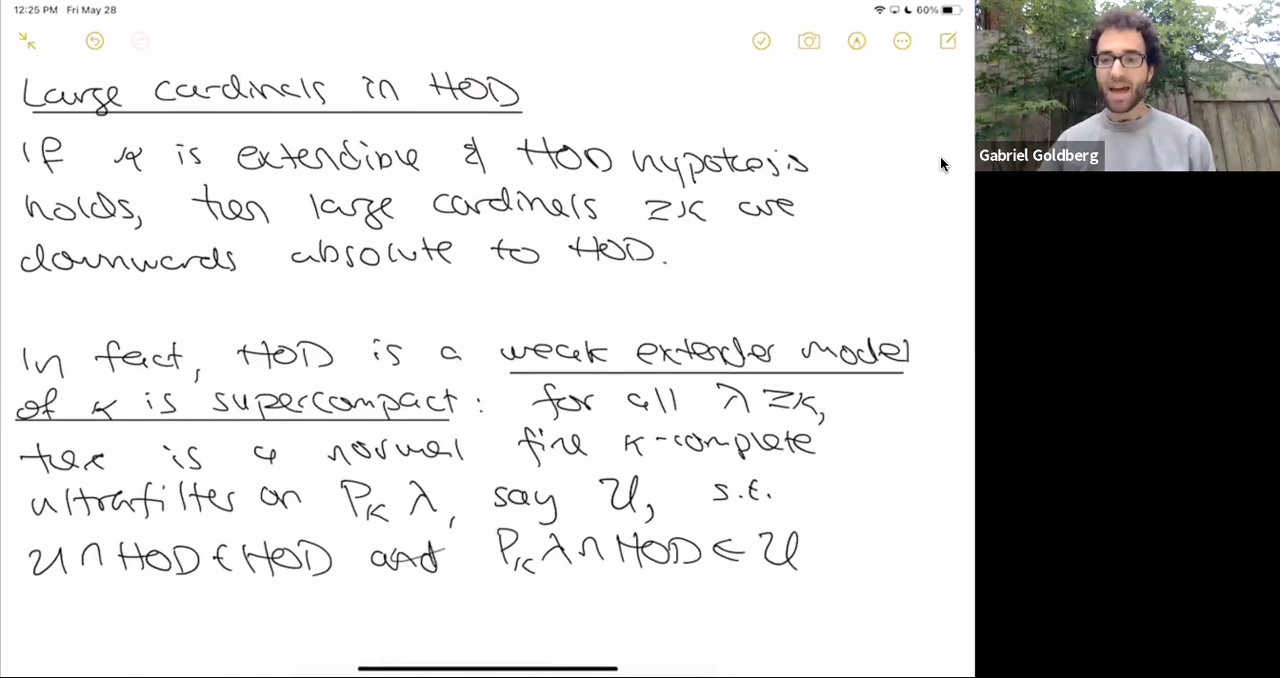 12:25 PM Fri May 28
60%
Large cardinals in HOD
If κ is extendible & HOD hypotesis
holds, then large cardinals ≥κ are
downwards absolute to HOD.
In fact, HOD is a weak extender model
of κ is supercompact: for all λ ≥κ,
there is a normal fine κ-complete
ultrafilter on P_κ λ, say U, s.t.
U ∩ HOD ∈ HOD and P_κ λ ∩ HOD ∈ U
Gabriel Goldberg